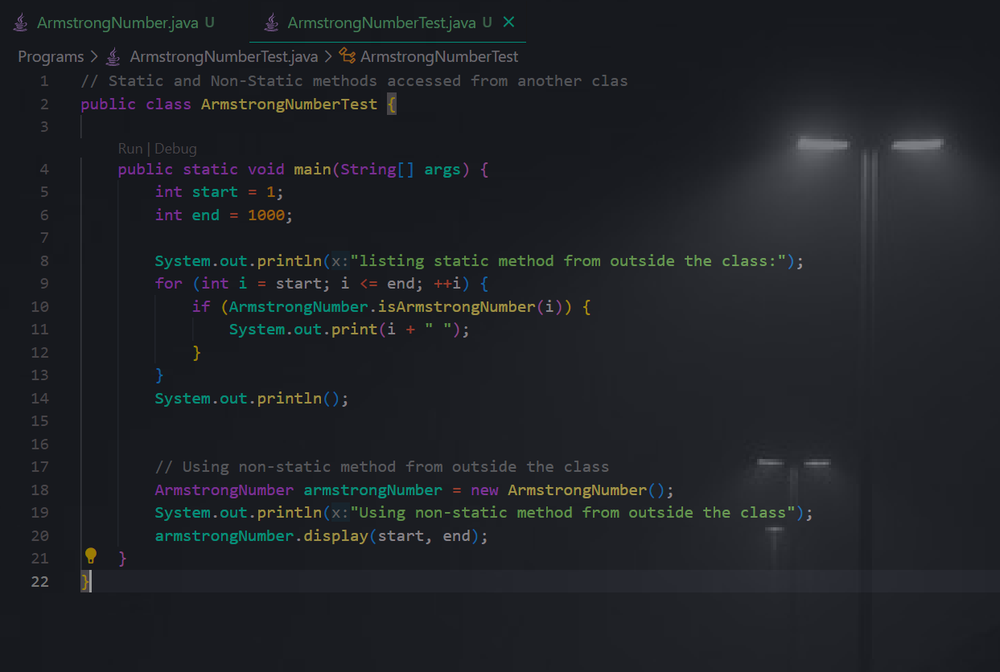 ArmstrongNumber.java U ArmstrongNumberTest.java U ×
Programs > ArmstrongNumberTest.java > ArmstrongNumberTest
1 // Static and Non-Static methods accessed from another clas
2 public class ArmstrongNumberTest {
3
Run | Debug
4 public static void main(String[] args) {
5 int start = 1;
6 int end = 1000;
7
8 System.out.println(x:"listing static method from outside the class:");
9 for (int i = start; i <= end; ++i) {
10 if (ArmstrongNumber.isArmstrongNumber(i)) {
11 System.out.print(i + " ");
12 }
13 }
14 System.out.println();
15
16
17 // Using non-static method from outside the class
18 ArmstrongNumber armstrongNumber = new ArmstrongNumber();
19 System.out.println(x:"Using non-static method from outside the class");
20 armstrongNumber.display(start, end);
21 }
22 }